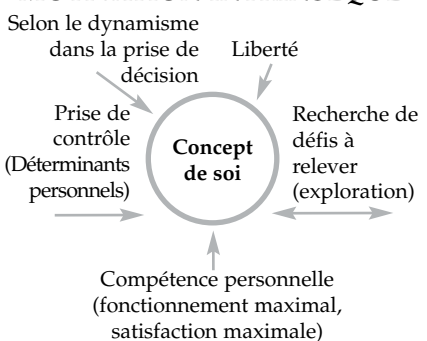 Selon le dynamisme
dans la prise de
décision
Liberté
Prise de
contrôle
(Déterminants
personnels)
Concept
de soi
Recherche de
défis à
relever
(exploration)
Compétence personnelle
(fonctionnement maximal,
satisfaction maximale)